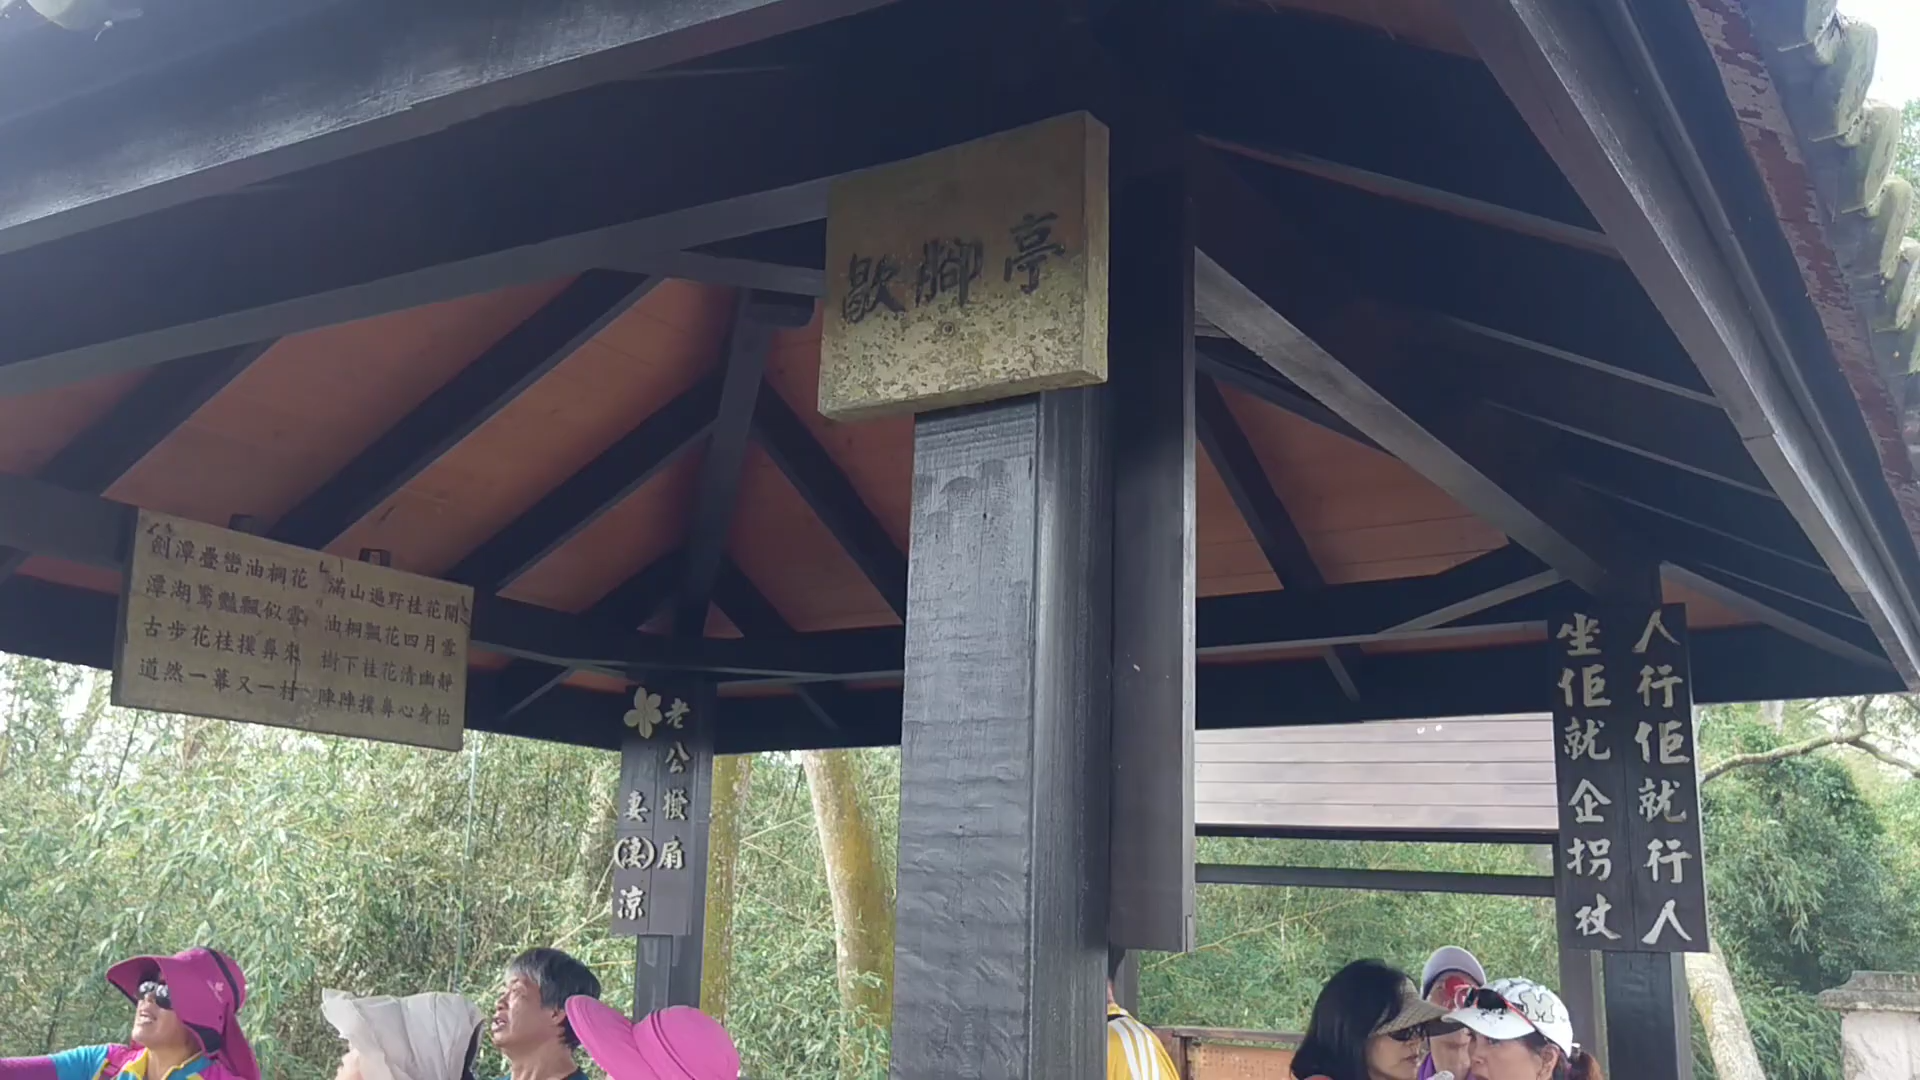 歇腳亭
劍潭疊巒油桐花
潭湖驚豔飄似雪
古步花桂撲鼻來
道然一幕又一村
滿山遍野桂花開
油桐飄花四月雪
樹下桂花清幽靜
陣陣撲鼻心身怡
老公撥扇
妻(淒)涼
人行佢就行人
坐佢就企拐杖